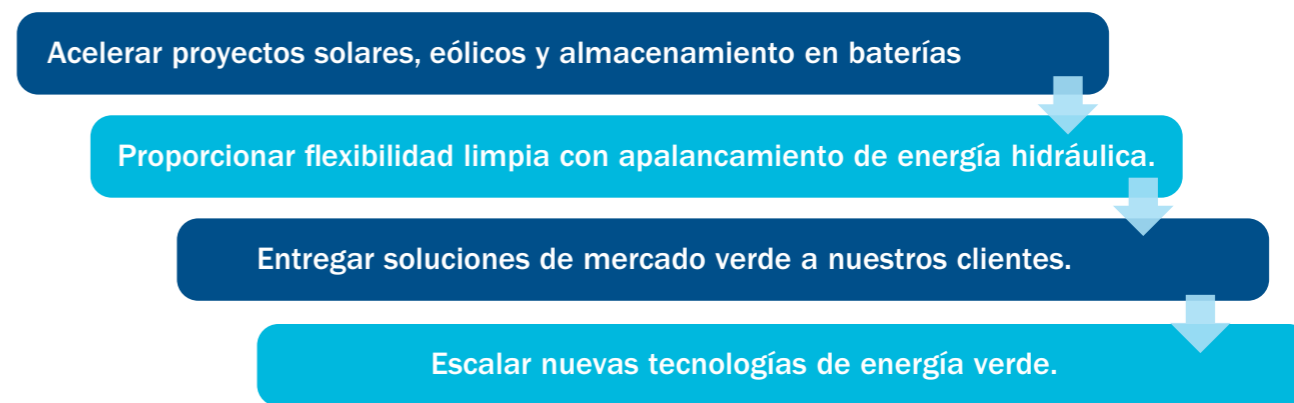 Acelerar proyectos solares, eólicos y almacenamiento en baterías
Proporcionar flexibilidad limpia con apalancamiento de energía hidráulica.
Entregar soluciones de mercado verde a nuestros clientes.
Escalar nuevas tecnologías de energía verde.